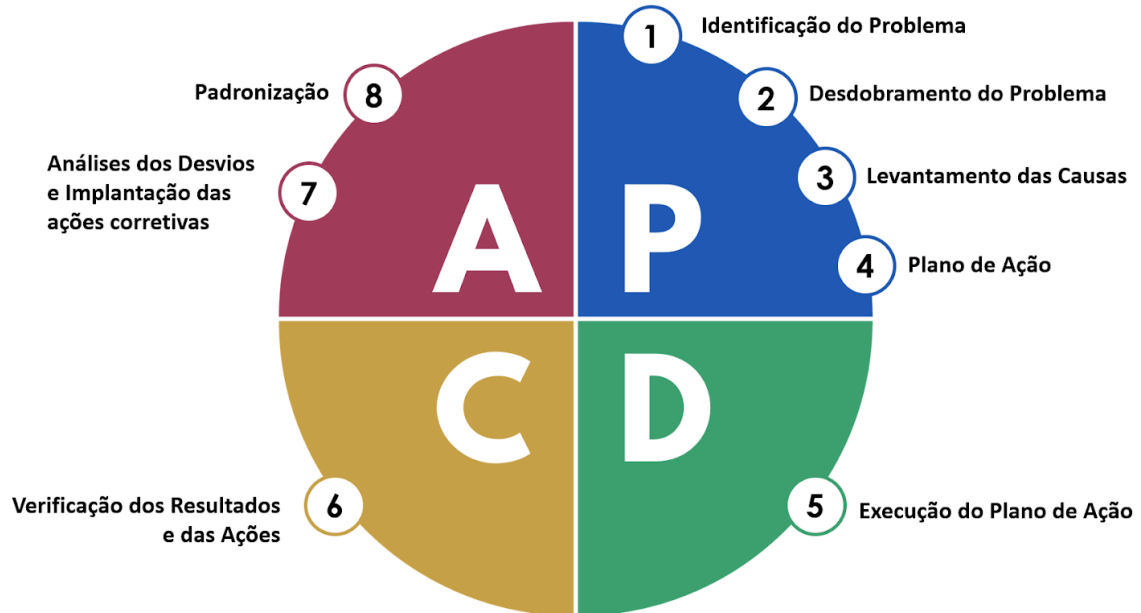 1 Identificação do Problema
2 Desdobramento do Problema
3 Levantamento das Causas
4 Plano de Ação
5 Execução do Plano de Ação
6 Verificação dos Resultados
e das Ações
7 Análises dos Desvios
e Implantação das
ações corretivas
8 Padronização
A P
C D